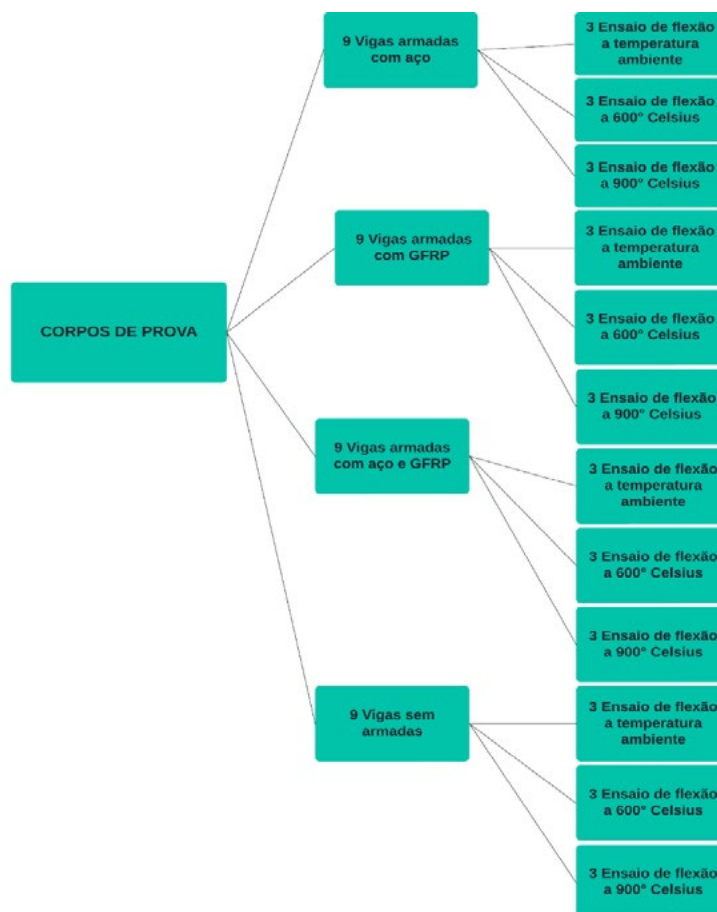 CORPOS DE PROVA
9 Vigas armadas
com aço
3 Ensaio de flexão
a temperatura
ambiente
3 Ensaio de flexão
a 600° Celsius
3 Ensaio de flexão
a 900° Celsius
9 Vigas armadas
com GFRP
3 Ensaio de flexão
a temperatura
ambiente
3 Ensaio de flexão
a 600° Celsius
3 Ensaio de flexão
a 900° Celsius
9 Vigas armadas
com aço e GFRP
3 Ensaio de flexão
a temperatura
ambiente
3 Ensaio de flexão
a 600° Celsius
3 Ensaio de flexão
a 900° Celsius
9 Vigas sem
armadas
3 Ensaio de flexão
a temperatura
ambiente
3 Ensaio de flexão
a 600° Celsius
3 Ensaio de flexão
a 900° Celsius